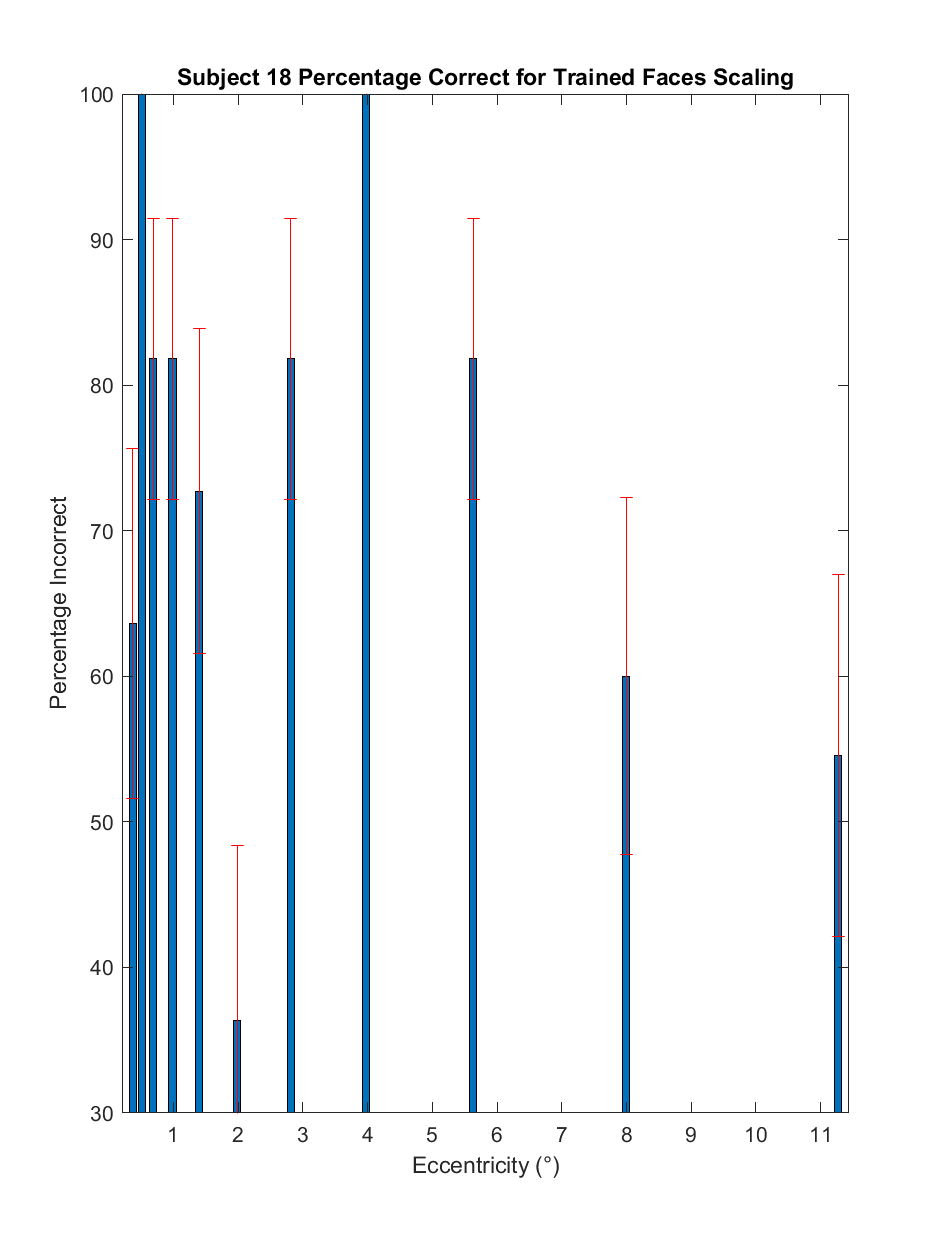 Subject 18 Percentage Correct for Trained Faces Scaling
100
90
80
70
60
50
40
30
Percentage Incorrect
1 2 3 4 5 6 7 8 9 10 11
Eccentricity (°)